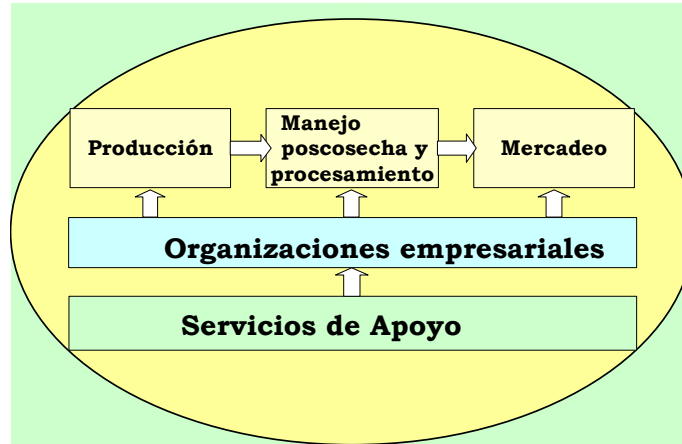 Producción
Manejo
poscosecha y
procesamiento
Mercadeo
Organizaciones empresariales
Servicios de Apoyo